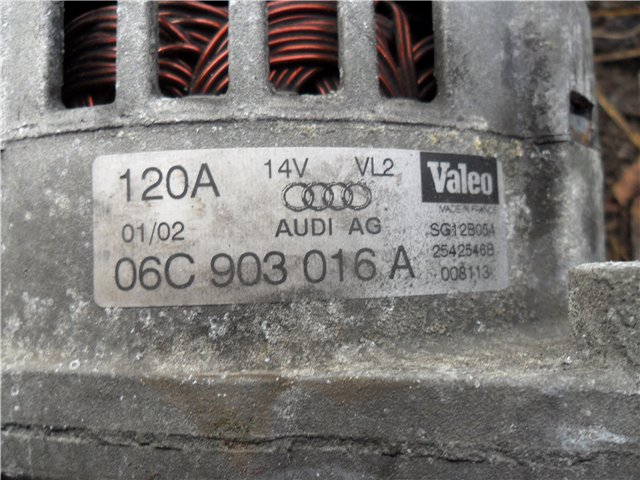 120A 14V VL2 Valeo
MADE IN FRANCE
01/02 AUDI AG SG12B054
2542546B
06C 903 016 A 008113